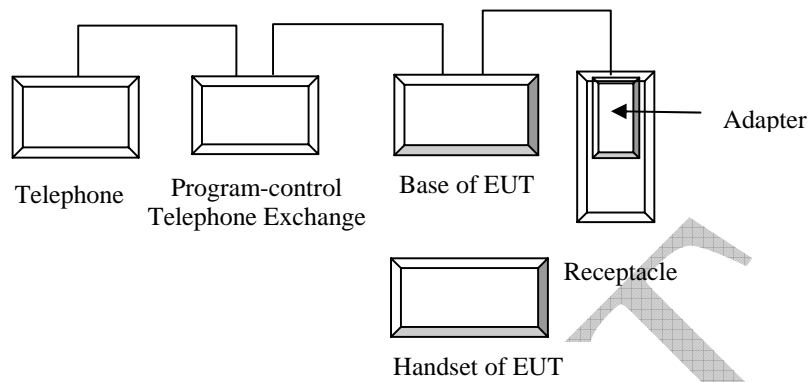 Adapter
Telephone
Program-control
Telephone Exchange
Base of EUT
Receptacle
Handset of EUT